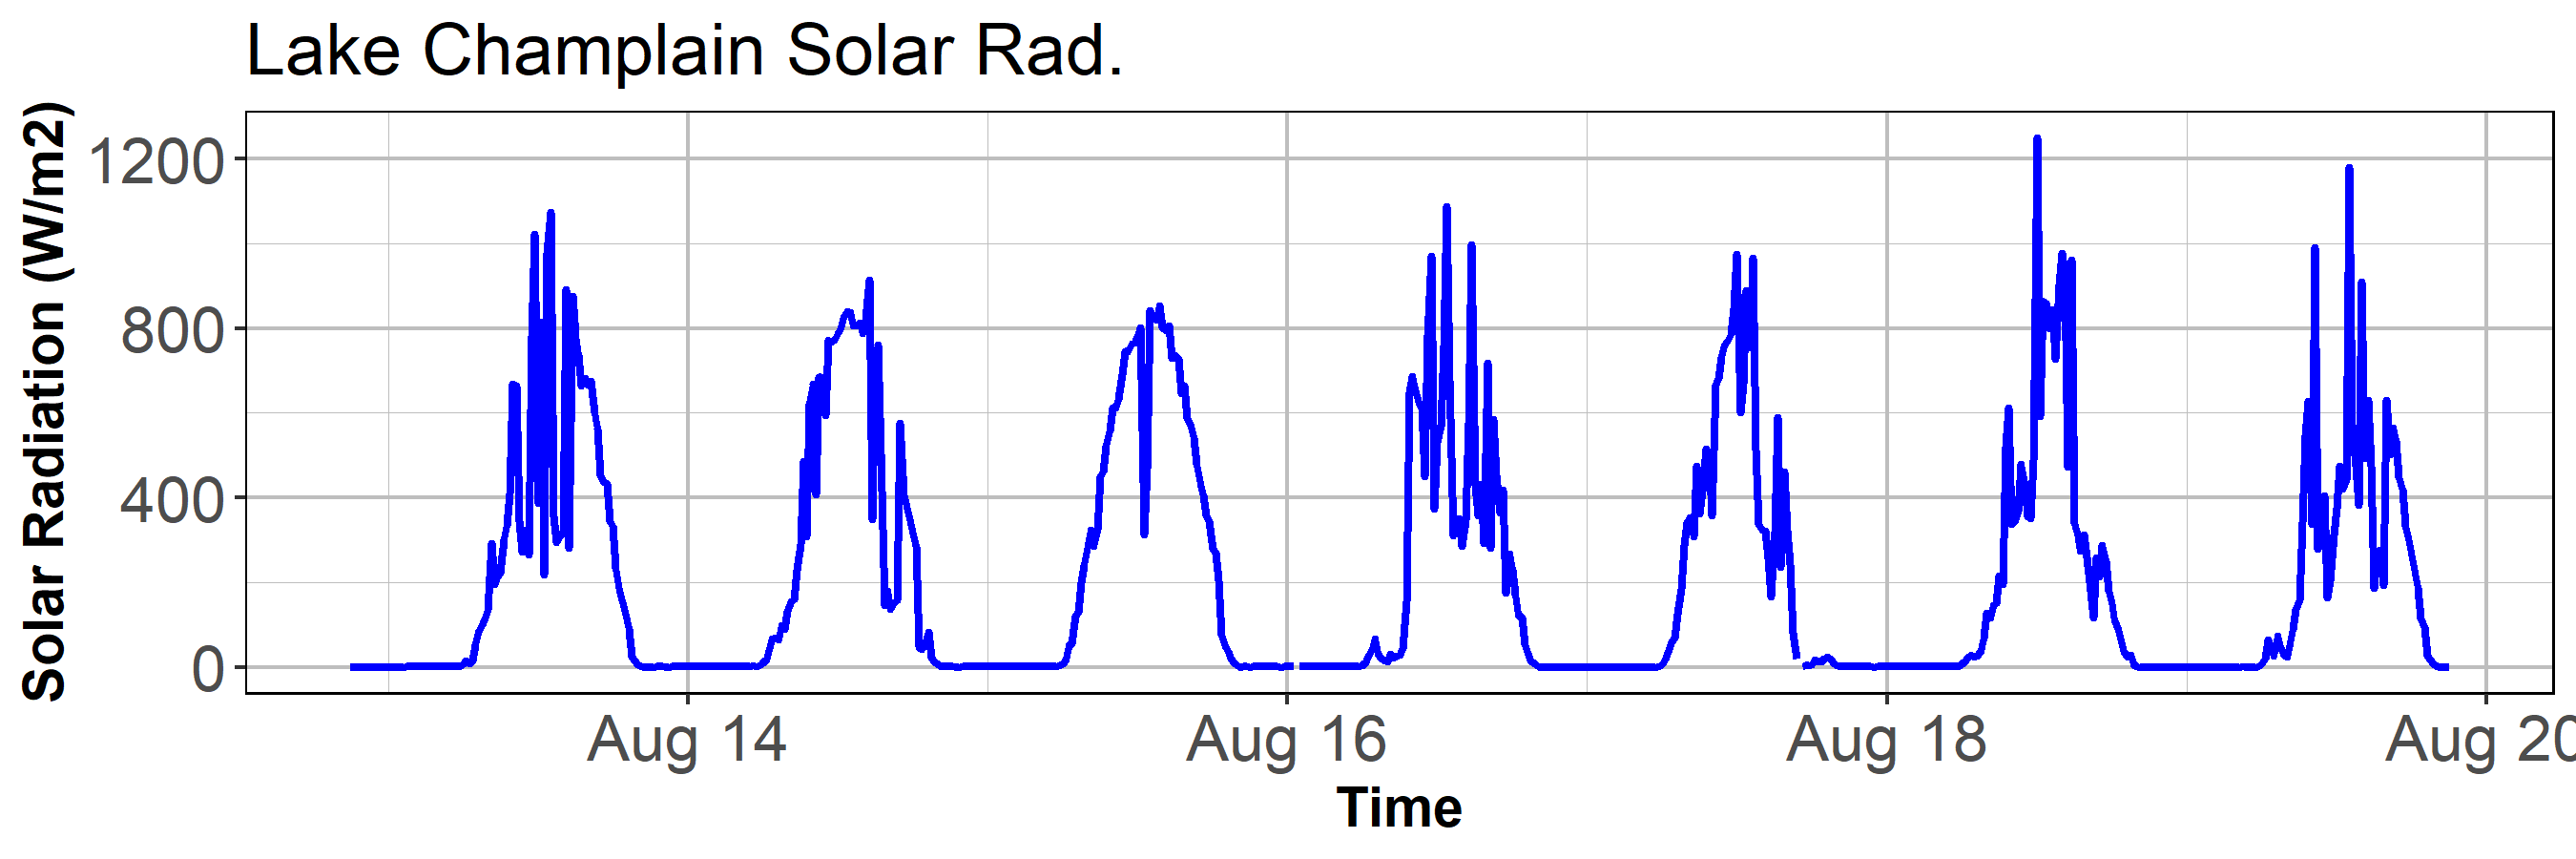 Lake Champlain Solar Rad.
Solar Radiation (W/m2)
1200
800
400
0
Aug 14 Aug 16 Aug 18 Aug 20
Time